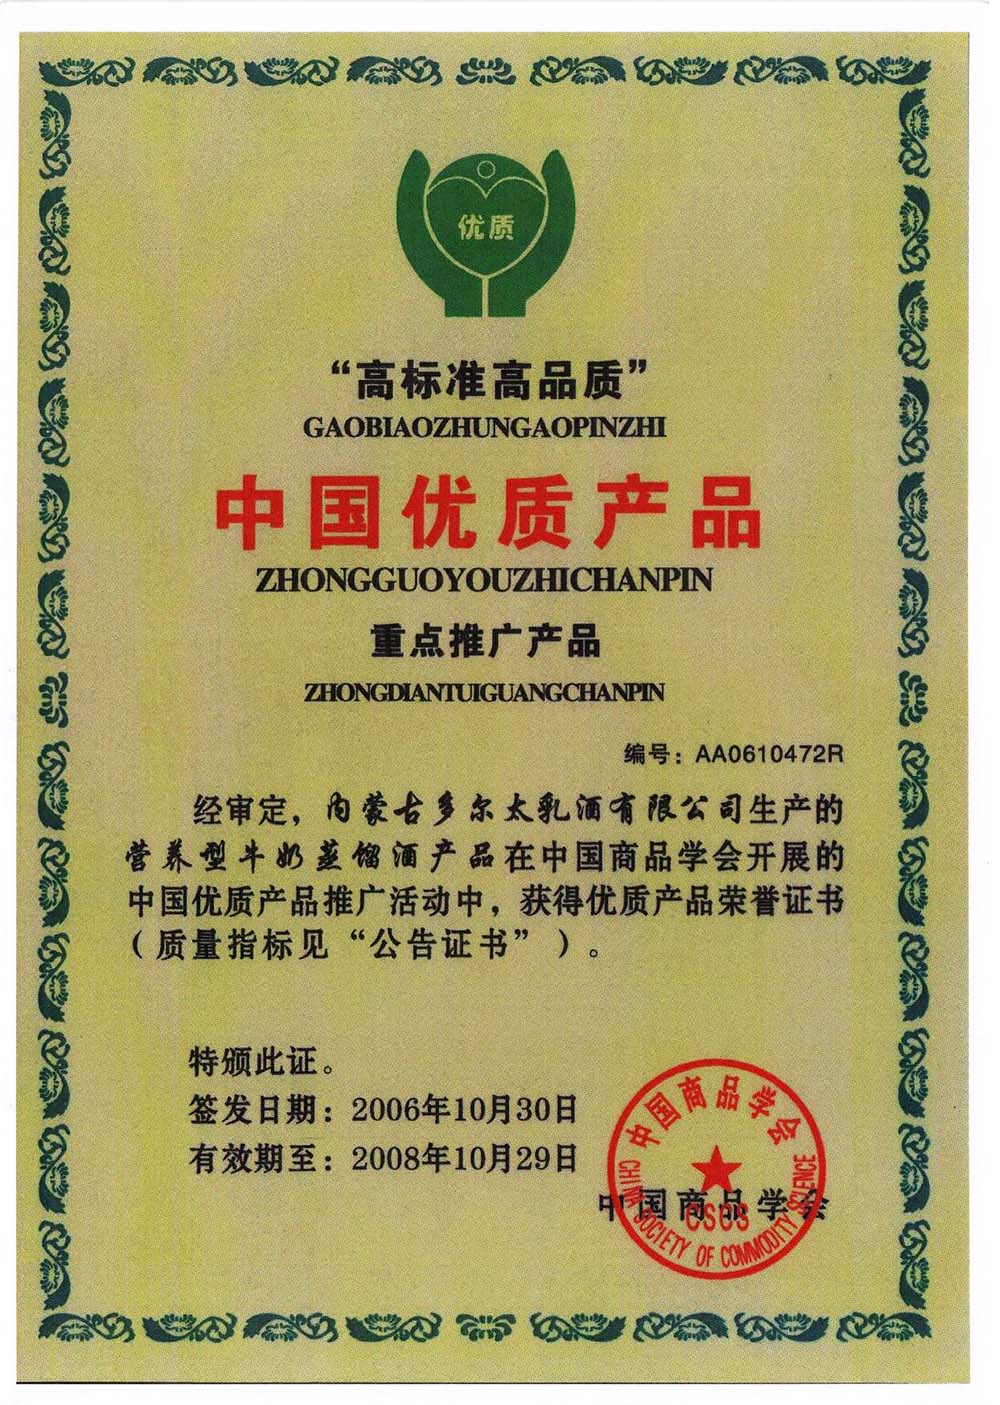 优质
“高标准高品质”
GAOBIAOZHUNGAOPINZHI
中国优质产品
ZHONGGUOYOUZHICHANPIN
重点推广产品
ZHONGDIANTUIGUANGCHANPIN
编号：AA0610472R
经审定，内蒙古多尔太乳酒有限公司生产的
营养型牛奶蒸馏酒产品在中国商品学会开展的
中国优质产品推广活动中，获得优质产品荣誉证书
（质量指标见“公告证书”）。
特颁此证。
签发日期：2006年10月30日
有效期至：2008年10月29日
中国商品学会
中国商品学会
CSCS
CHINA SOCIETY OF COMMODITY SCIENCE